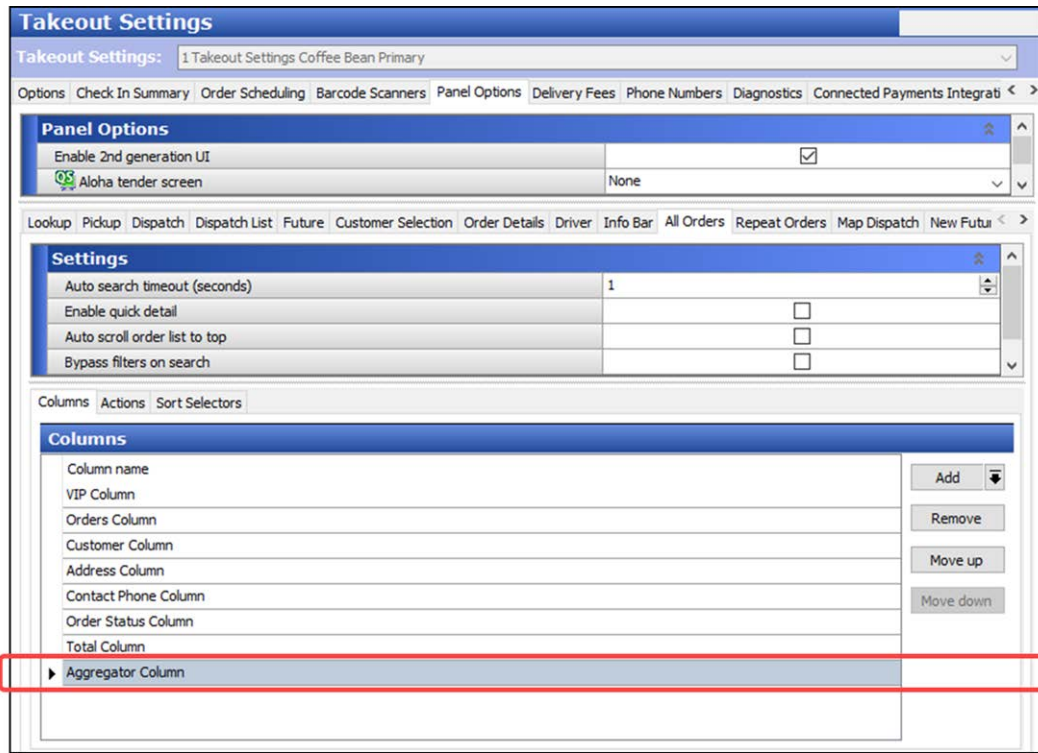 Takeout Settings
Takeout Settings: 1 Takeout Settings Coffee Bean Primary
Options Check In Summary Order Scheduling Barcode Scanners Panel Options Delivery Fees Phone Numbers Diagnostics Connected Payments Integrati
Panel Options
Enable 2nd generation UI
QS Aloha tender screen None
Lookup Pickup Dispatch Dispatch List Future Customer Selection Order Details Driver Info Bar All Orders Repeat Orders Map Dispatch New Futur
Settings
Auto search timeout (seconds) 1
Enable quick detail
Auto scroll order list to top
Bypass filters on search
Columns Actions Sort Selectors
Columns
Column name
Add
VIP Column
Orders Column
Remove
Customer Column
Address Column
Move up
Contact Phone Column
Move down
Order Status Column
Total Column
Aggregator Column